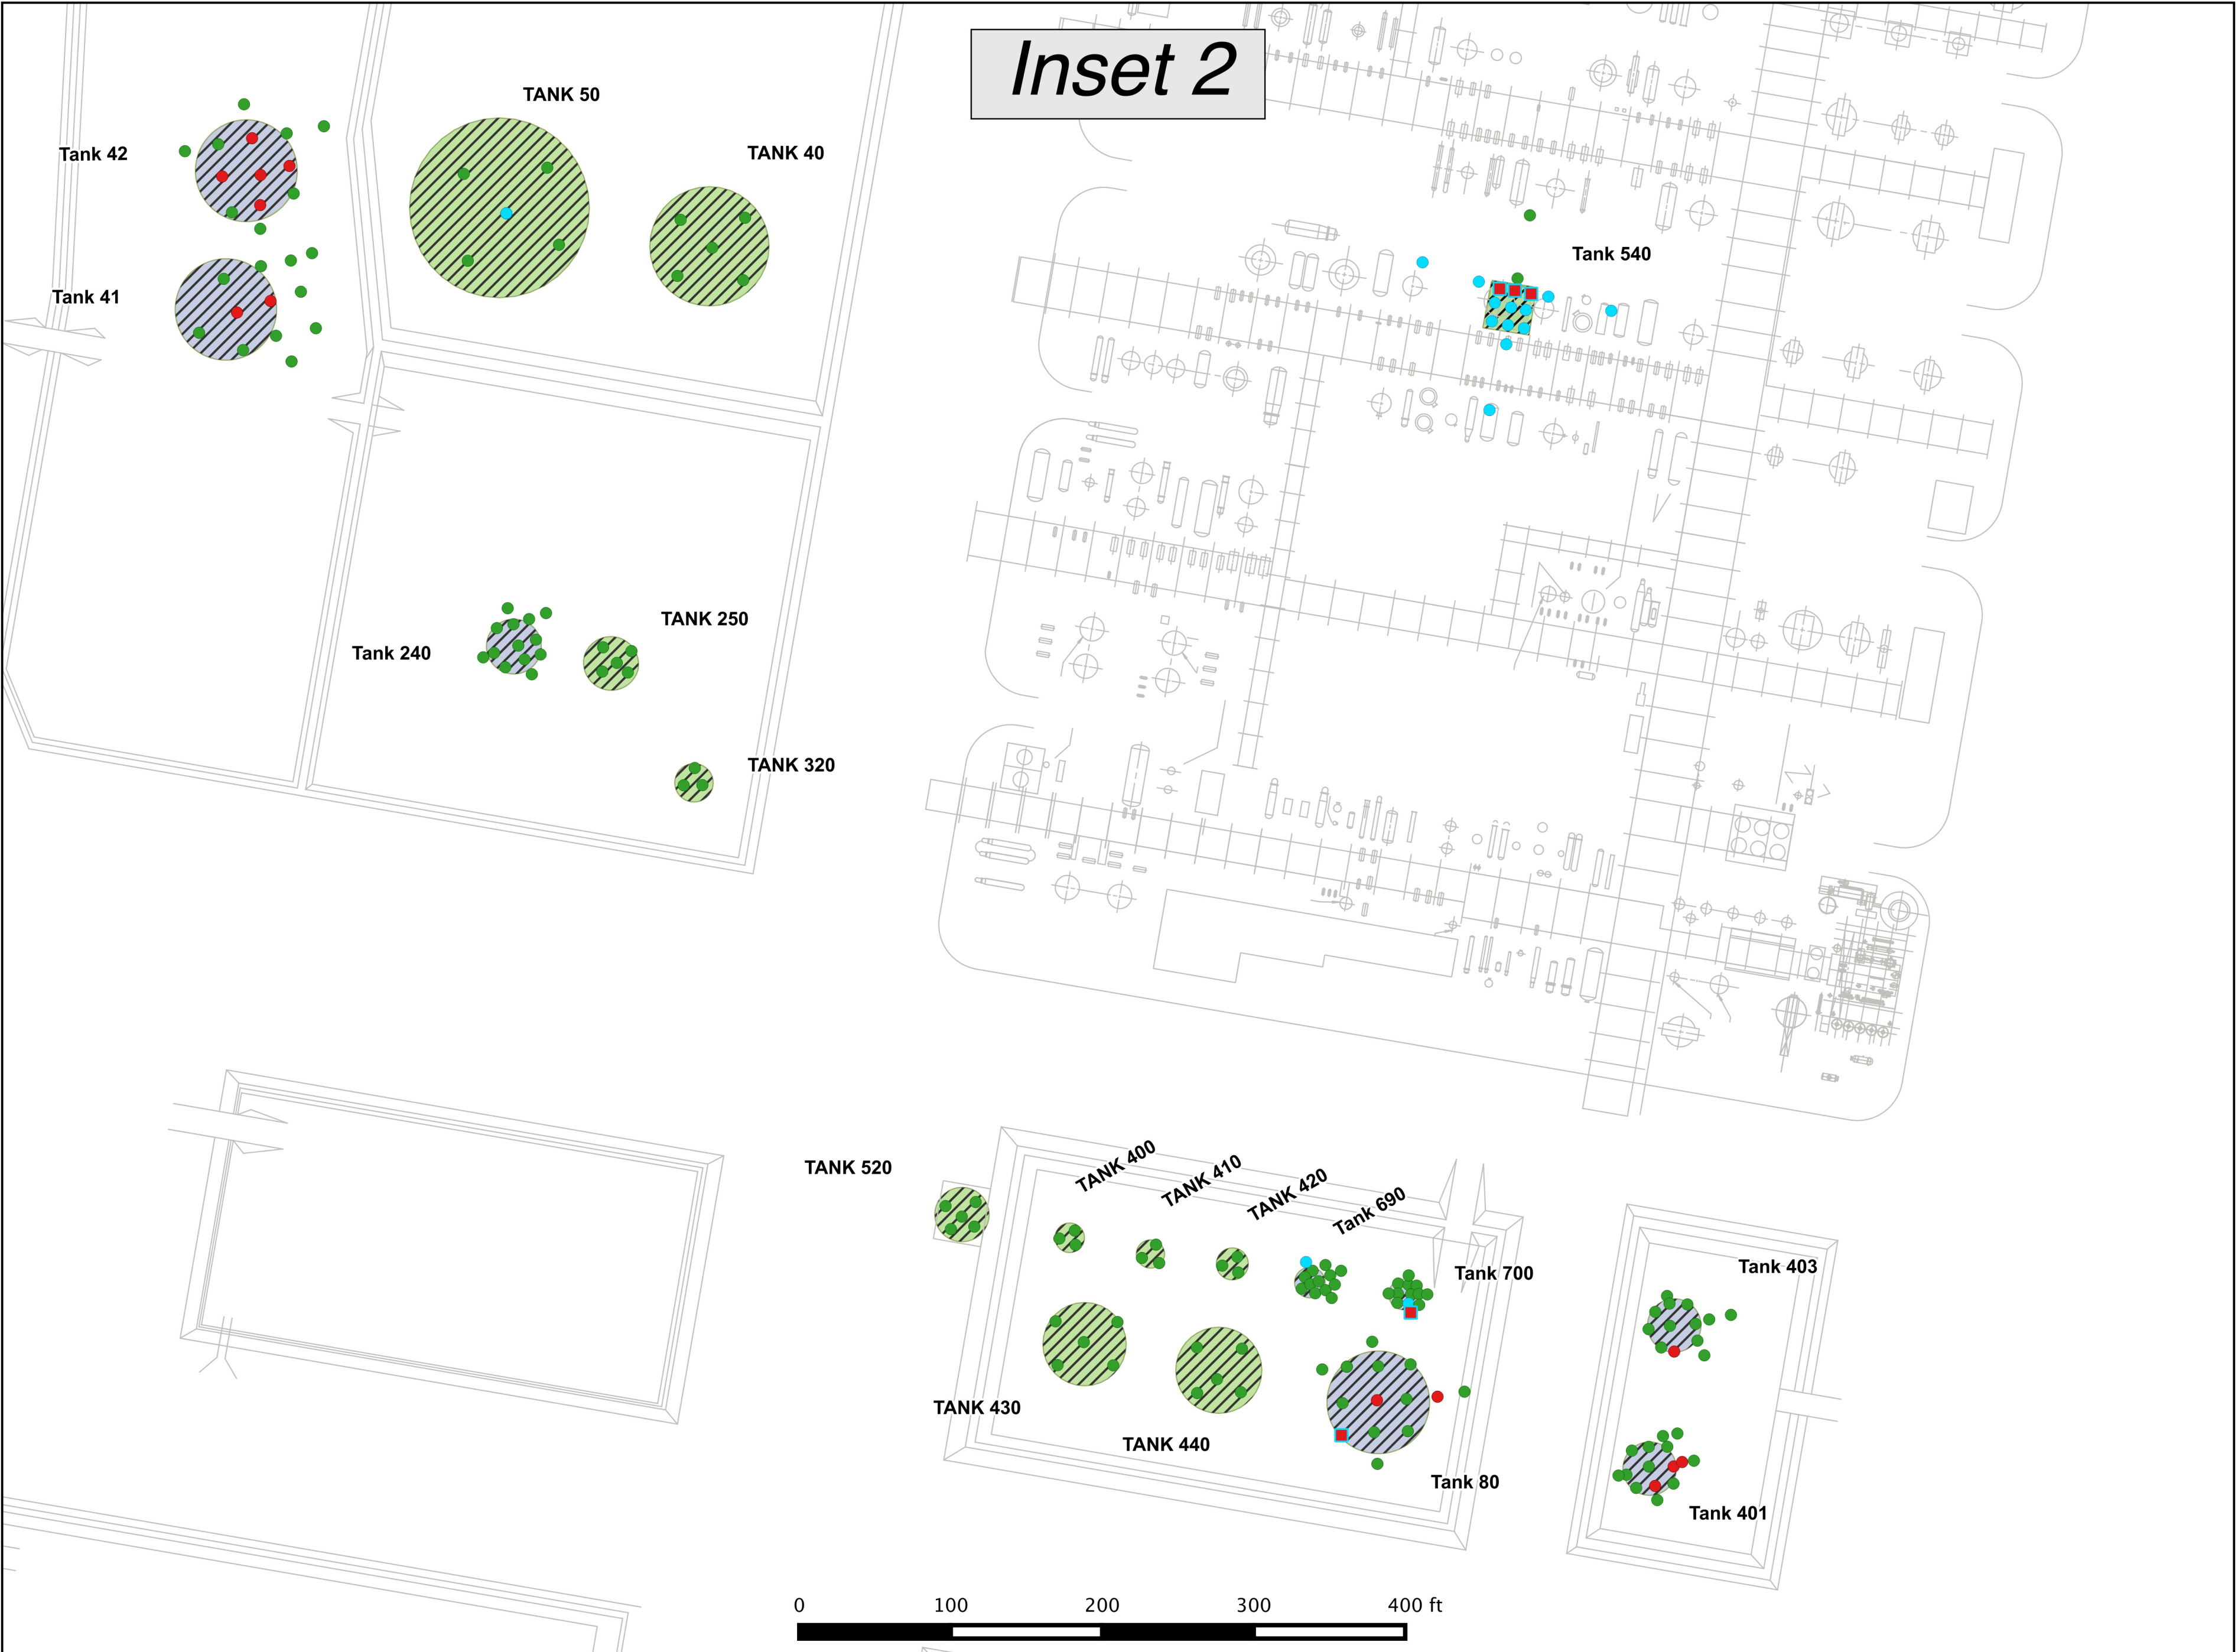 Inset 2
TANK 50
Tank 42
TANK 40
Tank 540
Tank 41
TANK 250
Tank 240
TANK 320
TANK 520
TANK 400
TANK 410
TANK 420
Tank 690
Tank 700
Tank 403
TANK 430
TANK 440
Tank 80
Tank 401
0 100 200 300 400 ft